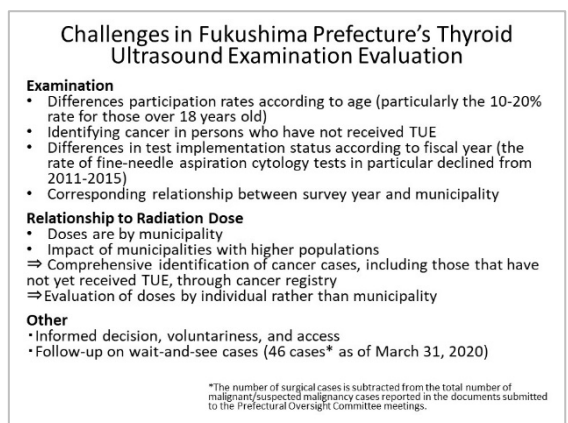 Challenges in Fukushima Prefecture's Thyroid
Ultrasound Examination Evaluation
Examination
• Differences participation rates according to age (particularly the 10-20%
rate for those over 18 years old)
• Identifying cancer in persons who have not received TUE
• Differences in test implementation status according to fiscal year (the
rate of fine-needle aspiration cytology tests in particular declined from
2011-2015)
• Corresponding relationship between survey year and municipality
Relationship to Radiation Dose
• Doses are by municipality
• Impact of municipalities with higher populations
⇒ Comprehensive identification of cancer cases, including those that have
not yet received TUE, through cancer registry
⇒Evaluation of doses by individual rather than municipality
Other
・Informed decision, voluntariness, and access
・Follow-up on wait-and-see cases (46 cases* as of March 31, 2020)
*The number of surgical cases is subtracted from the total number of
malignant/suspected malignancy cases reported in the documents submitted
to the Prefectural Oversight Committee meetings.